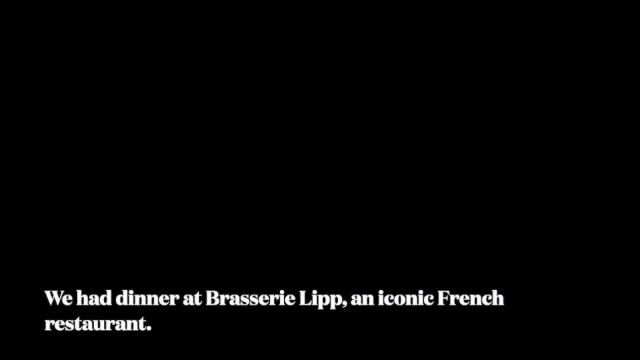 We had dinner at Brasserie Lipp, an iconic French
restaurant.